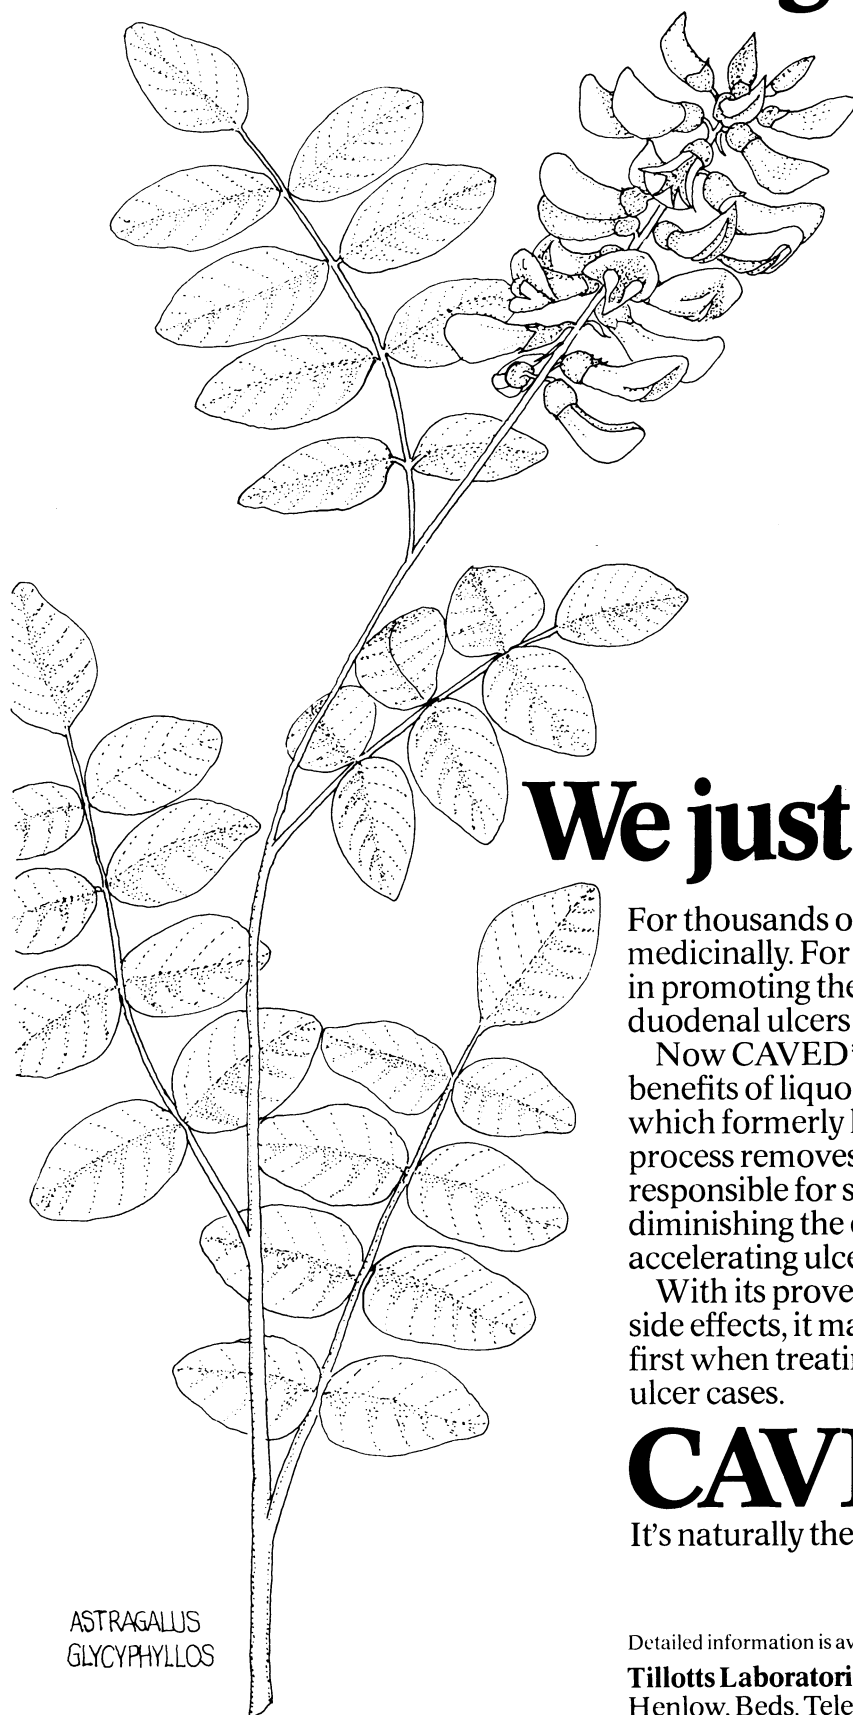 We just
For thousands o
medicinally. For
in promoting the
duodenal ulcers
Now CAVED
benefits of liquo
which formerly
process removes
responsible for s
diminishing the
accelerating ulce
With its prove
side effects, it ma
first when treati
ulcer cases.
CAV
It's naturally the
ASTRAGALUS
GLYCYPHYLLOS
Detailed information is av
Tillotts Laboratori
Henlow, Beds. Tele